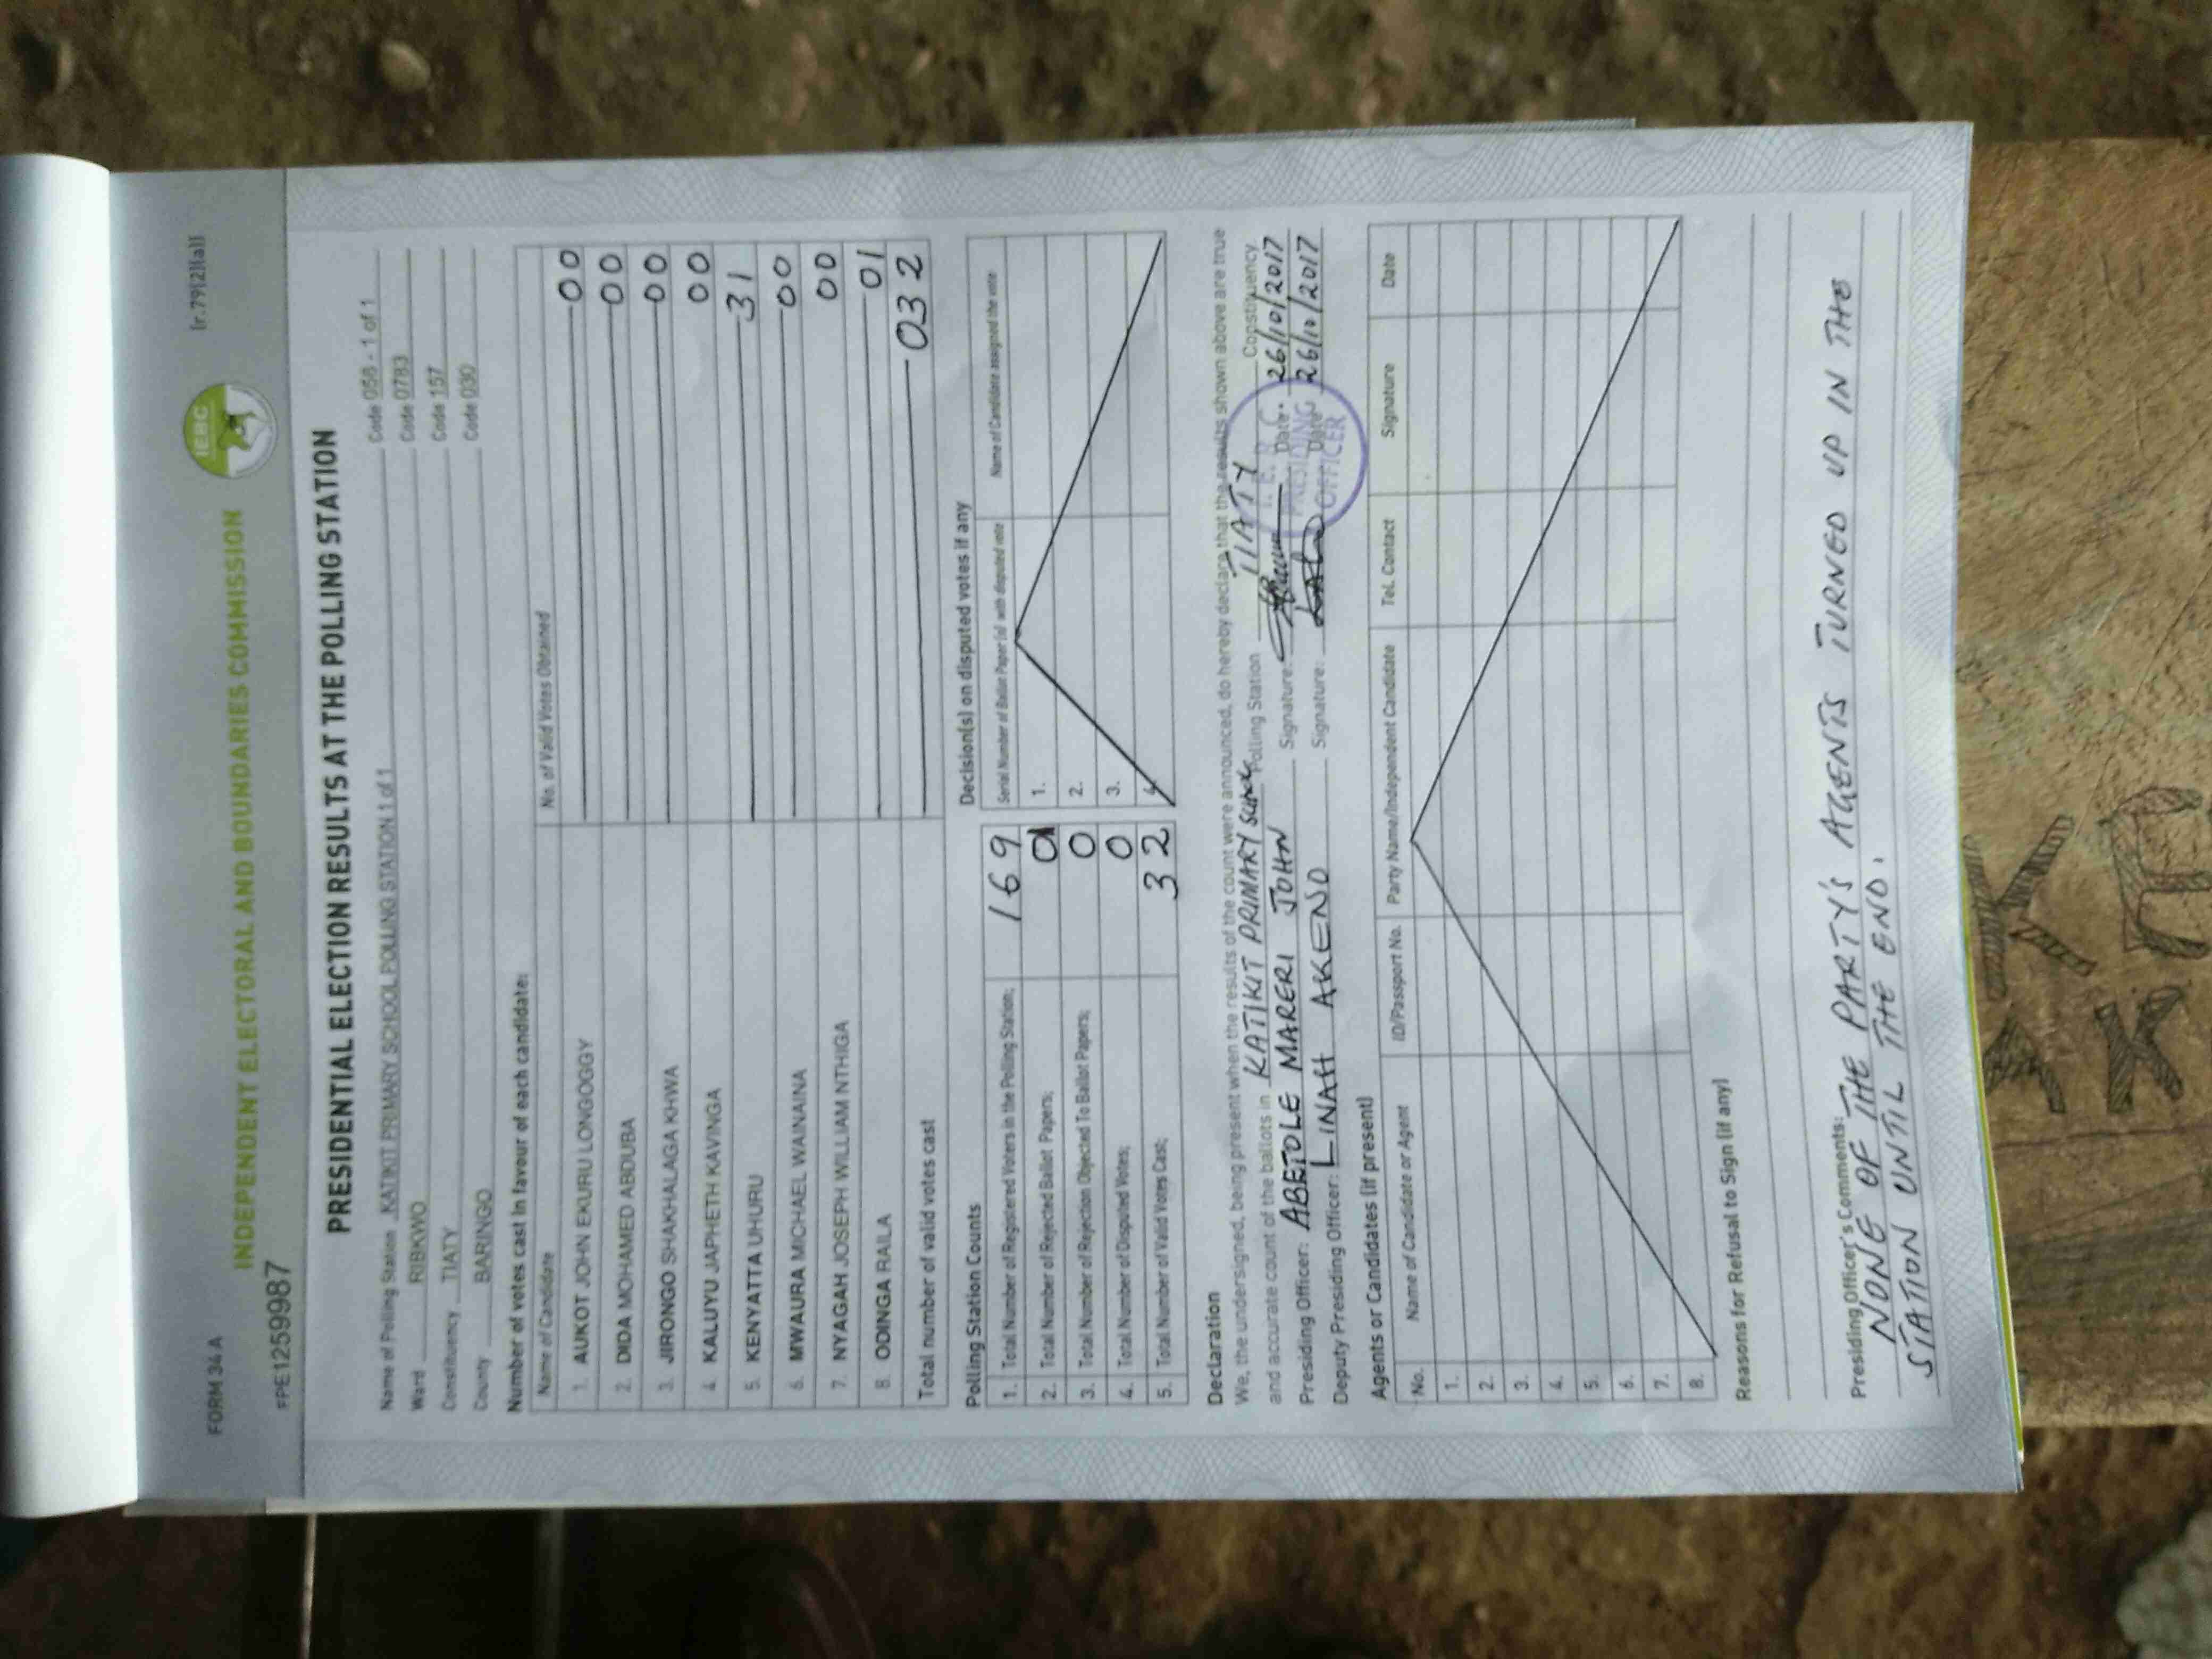 FORM 34 A
[r.79(2)(a)]
IEBC
INDEPENDENT ELECTORAL AND BOUNDARIES COMMISSION
PE1259987
PRESIDENTIAL ELECTION RESULTS AT THE POLLING STATION
Name of Polling Station KATIKIT PRIMARY SCHOOL POLLING STATION 1 of 1 Code 058 - 1 of 1
Ward RIBKWO Code 0783
Constituency TIATY Code 157
County BARINGO Code 030
Number of votes cast in favour of each candidate:
Name of Candidate No. of Valid Votes Obtained
1. AUKOT JOHN EKURU LONGOGGY 00
2. DIDA MOHAMED ABDUBA 00
3. JIRONGO SHAKHALAGA KHWA 00
4. KALUYU JAPHETH KAVINGA 00
5. KENYATTA UHURU 31
6. MWAURA MICHAEL WAINAINA 00
7. NYAGAH JOSEPH WILLIAM NTHIGA 00
8. ODINGA RAILA 01
Total number of valid votes cast 032
Polling Station Counts
1. Total Number of Registered Voters in the Polling Station; 169
2. Total Number of Rejected Ballot Papers;
3. Total Number of Rejection Objected To Ballot Papers; 0
4. Total Number of Disputed Votes; 0
5. Total Number of Valid Votes Cast; 32
Decision(s) on disputed votes if any
Serial Number of Ballot Paper (s) with disputed vote Name of Candidate assigned the vote
1.
2.
3.
4.
Declaration
We, the undersigned, being present when the results of the count were announced, do hereby declare that the results shown above are true
and accurate count of the ballots in KATIKIT PRIMARY SCHOOL Polling Station TIATY Constituency
Presiding Officer: ABETOLE MARERI JOHN Signature: Date: 26/10/2017
Deputy Presiding Officer: LINAH AKENO Signature: Date 26/10/2017
I. E. B. C
PRESIDING
OFFICER
Agents or Candidates (if present)
No. Name of Candidate or Agent ID/Passport No. Party Name/Independent Candidate Tel. Contact Signature Date
1.
2.
3.
4.
5.
6.
7.
8.
Reasons for Refusal to Sign (if any)
Presiding Officer's Comments:
NONE OF THE PARTY'S AGENTS TURNED UP IN THE
STATION UNTIL THE END.
K
K